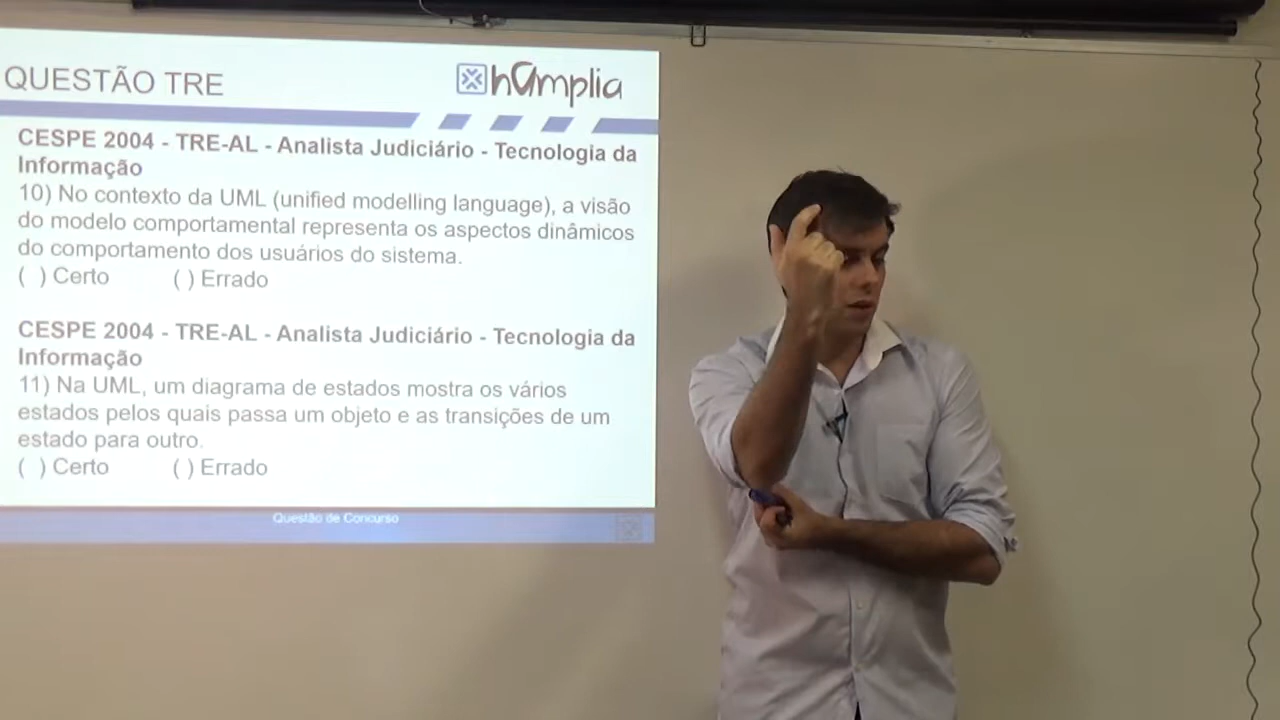 QUESTÃO TRE
hamplia
CESPE 2004 - TRE-AL - Analista Judiciário - Tecnologia da
Informação
10) No contexto da UML (unified modelling language), a visão
do modelo comportamental representa os aspectos dinâmicos
do comportamento dos usuários do sistema.
( ) Certo ( ) Errado
CESPE 2004 - TRE-AL - Analista Judiciário - Tecnologia da
Informação
11) Na UML, um diagrama de estados mostra os vários
estados pelos quais passa um objeto e as transições de um
estado para outro.
( ) Certo ( ) Errado
Questão de Concurso